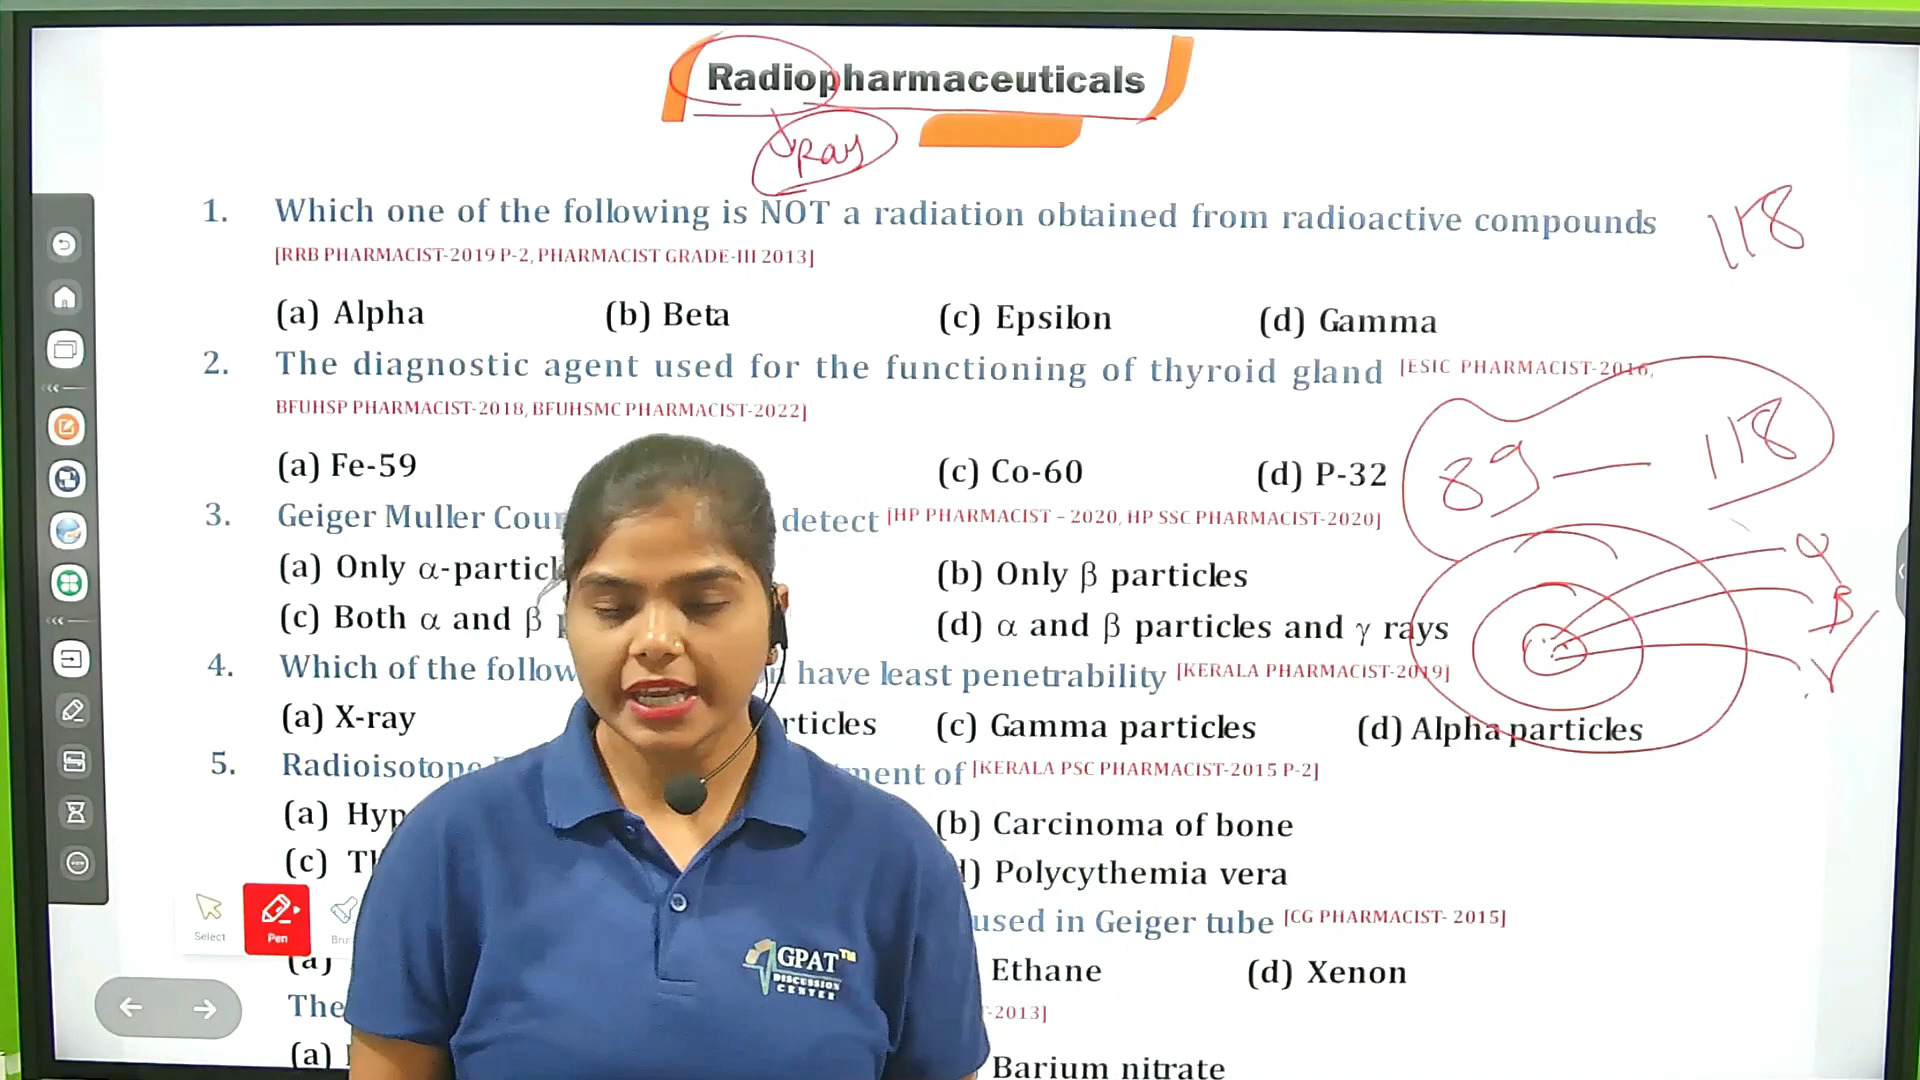 Radiopharmaceuticals
Ray
1. Which one of the following is NOT a radiation obtained from radioactive compounds
[RRB PHARMACIST-2019 P-2, PHARMACIST GRADE-III 2013]
118
(a) Alpha (b) Beta (c) Epsilon (d) Gamma
2. The diagnostic agent used for the functioning of thyroid gland [ESIC PHARMACIST-2016,
BFUHSP PHARMACIST-2018, BFUHSMC PHARMACIST-2022]
(a) Fe-59 (c) Co-60 (d) P-32
89 — 118
3. Geiger Muller Cour detect [HP PHARMACIST – 2020, HP SSC PHARMACIST-2020]
(a) Only α-particl (b) Only β particles
α
(c) Both α and β (d) α and β particles and γ rays
β
γ
4. Which of the follow have least penetrability [KERALA PHARMACIST-2019]
(a) X-ray rticles (c) Gamma particles (d) Alpha particles
5. Radioisotope ment of [KERALA PSC PHARMACIST-2015 P-2]
(a) Hyp (b) Carcinoma of bone
(c) Th d) Polycythemia vera
used in Geiger tube [CG PHARMACIST- 2015]
(a) Ethane (d) Xenon
The -2013]
(a) Barium nitrate
Select
Pen
Bru
GPAT™
DISCUSSION
CENTER